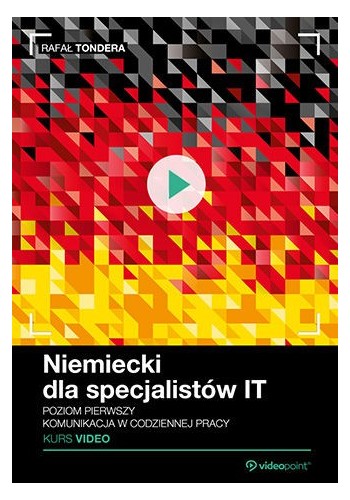 RAFAŁ TONDERA
Niemiecki
dla specjalistów IT
POZIOM PIERWSZY
KOMUNIKACJA W CODZIENNEJ PRACY
KURS VIDEO
videopoint